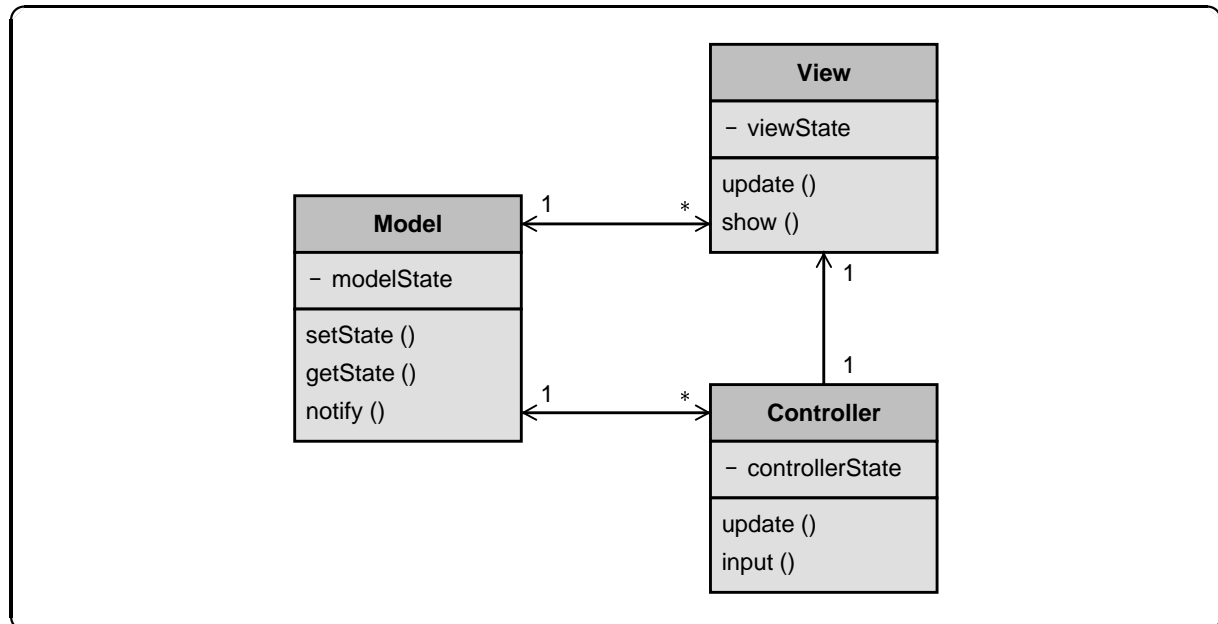 View
− viewState
update ()
show ()
1
*
Model
− modelState
setState ()
getState ()
notify ()
1
1
1
*
Controller
− controllerState
update ()
input ()